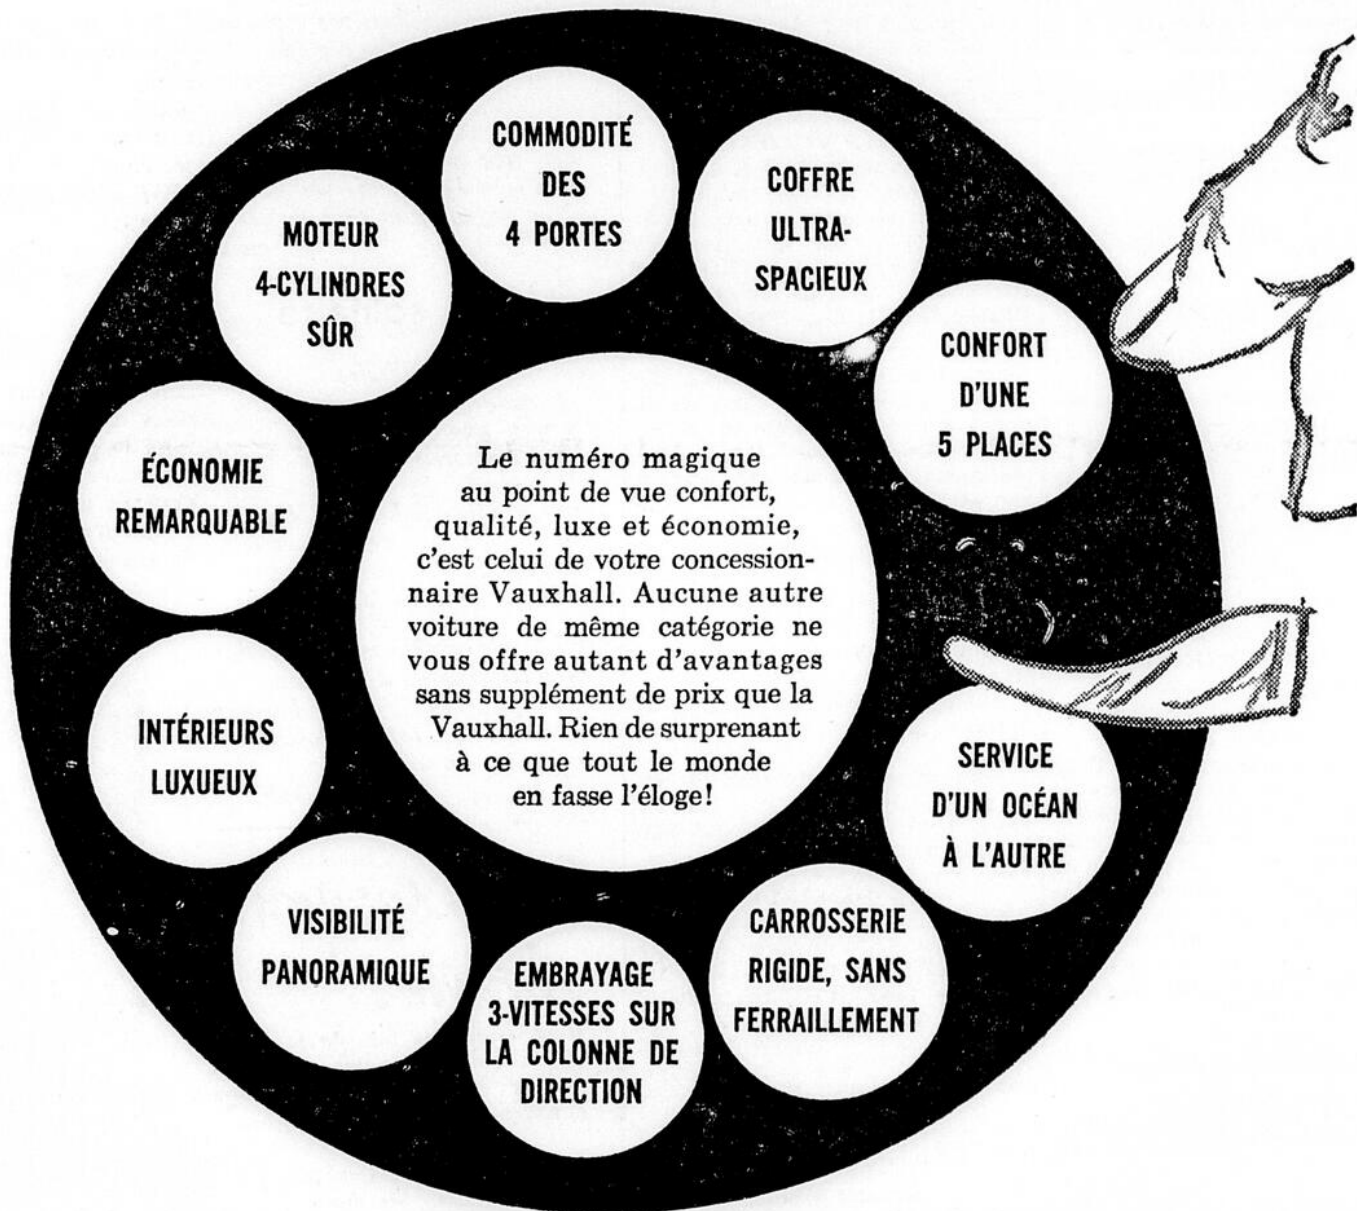 COMMODITÉ
DES
4 PORTES
COFFRE
ULTRA-
SPACIEUX
CONFORT
D'UNE
5 PLACES
MOTEUR
4-CYLINDRES
SÛR
ÉCONOMIE
REMARQUABLE
INTÉRIEURS
LUXUEUX
VISIBILITÉ
PANORAMIQUE
EMBRAYAGE
3-VITESSES SUR
LA COLONNE DE
DIRECTION
CARROSSERIE
RIGIDE, SANS
FERRAILLEMENT
SERVICE
D'UN OCÉAN
À L'AUTRE
Le numéro magique
au point de vue confort,
qualité, luxe et économie,
c'est celui de votre concession-
naire Vauxhall. Aucune autre
voiture de même catégorie ne
vous offre autant d'avantages
sans supplément de prix que la
Vauxhall. Rien de surprenant
à ce que tout le monde
en fasse l'éloge!